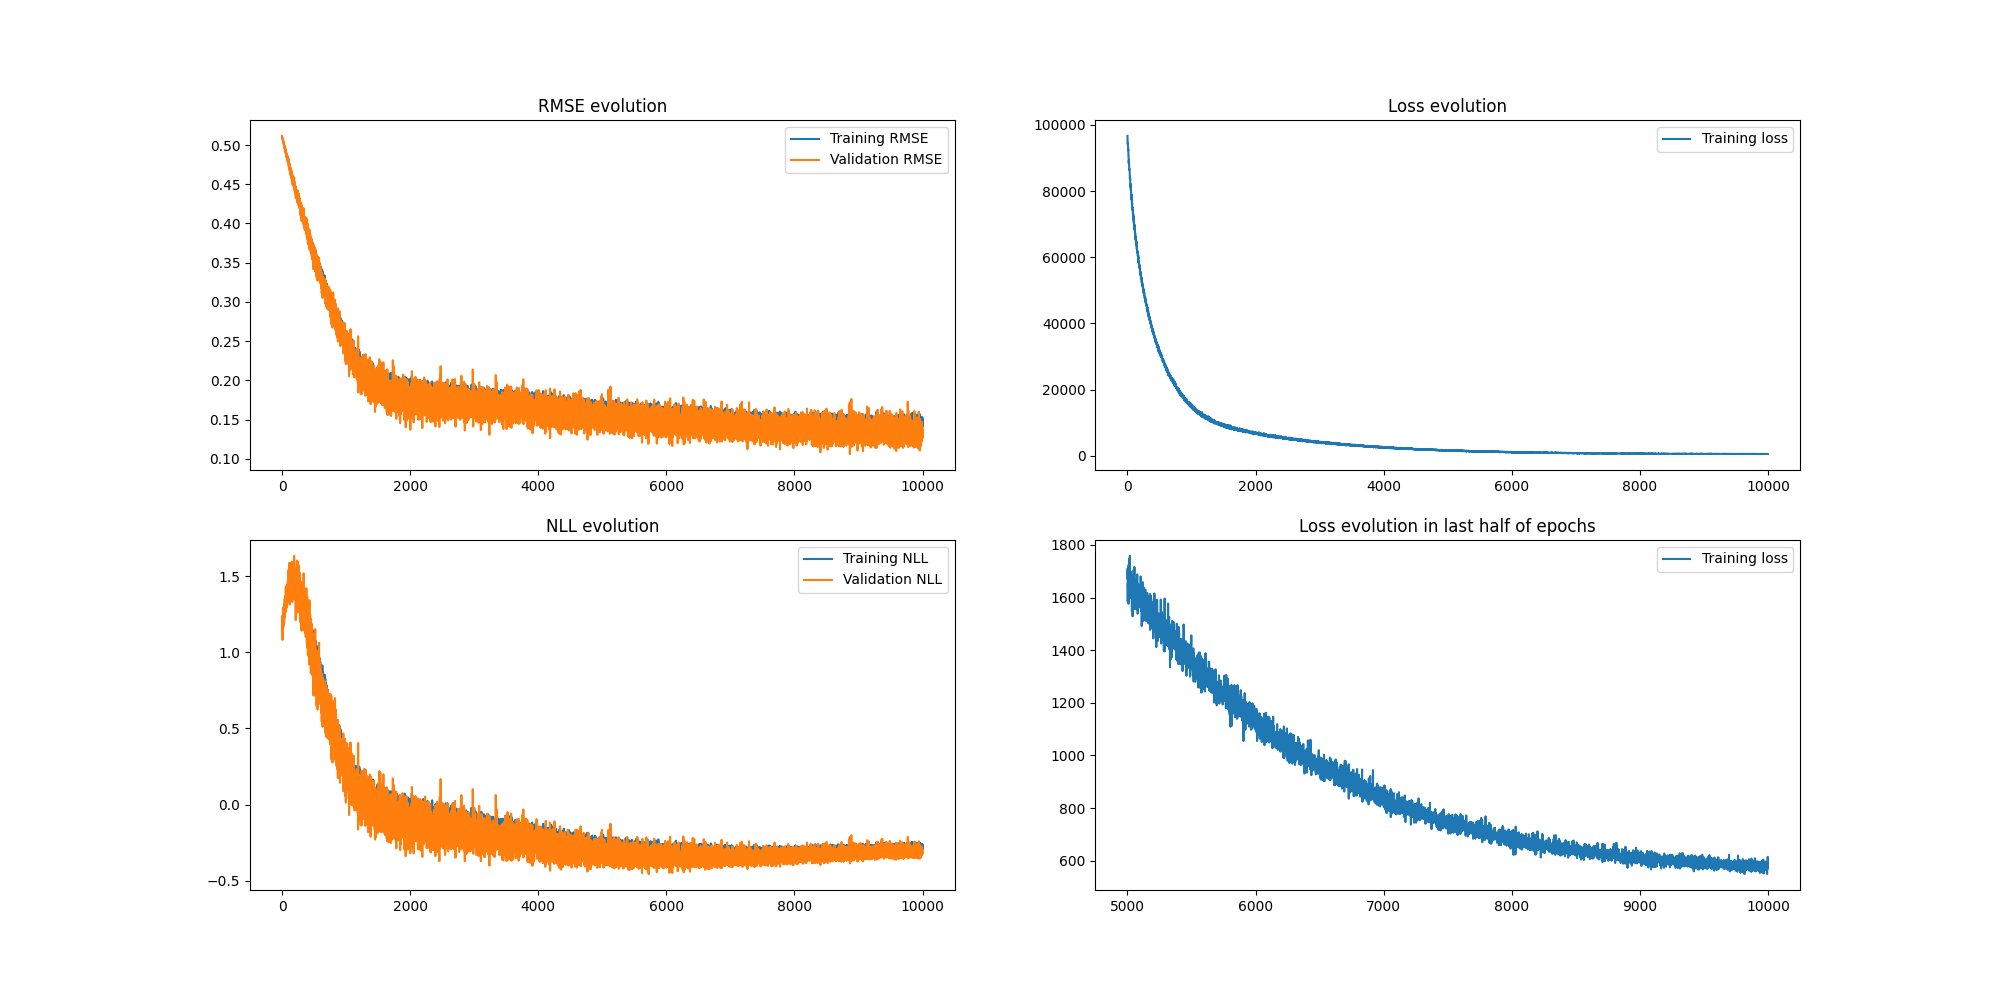 RMSE evolution
Training RMSE
Validation RMSE
0.50
0.45
0.40
0.35
0.30
0.25
0.20
0.15
0.10
0 2000 4000 6000 8000 10000
Loss evolution
Training loss
100000
80000
60000
40000
20000
0
0 2000 4000 6000 8000 10000
NLL evolution
Training NLL
Validation NLL
1.5
1.0
0.5
0.0
−0.5
0 2000 4000 6000 8000 10000
Loss evolution in last half of epochs
Training loss
1800
1600
1400
1200
1000
800
600
5000 6000 7000 8000 9000 10000